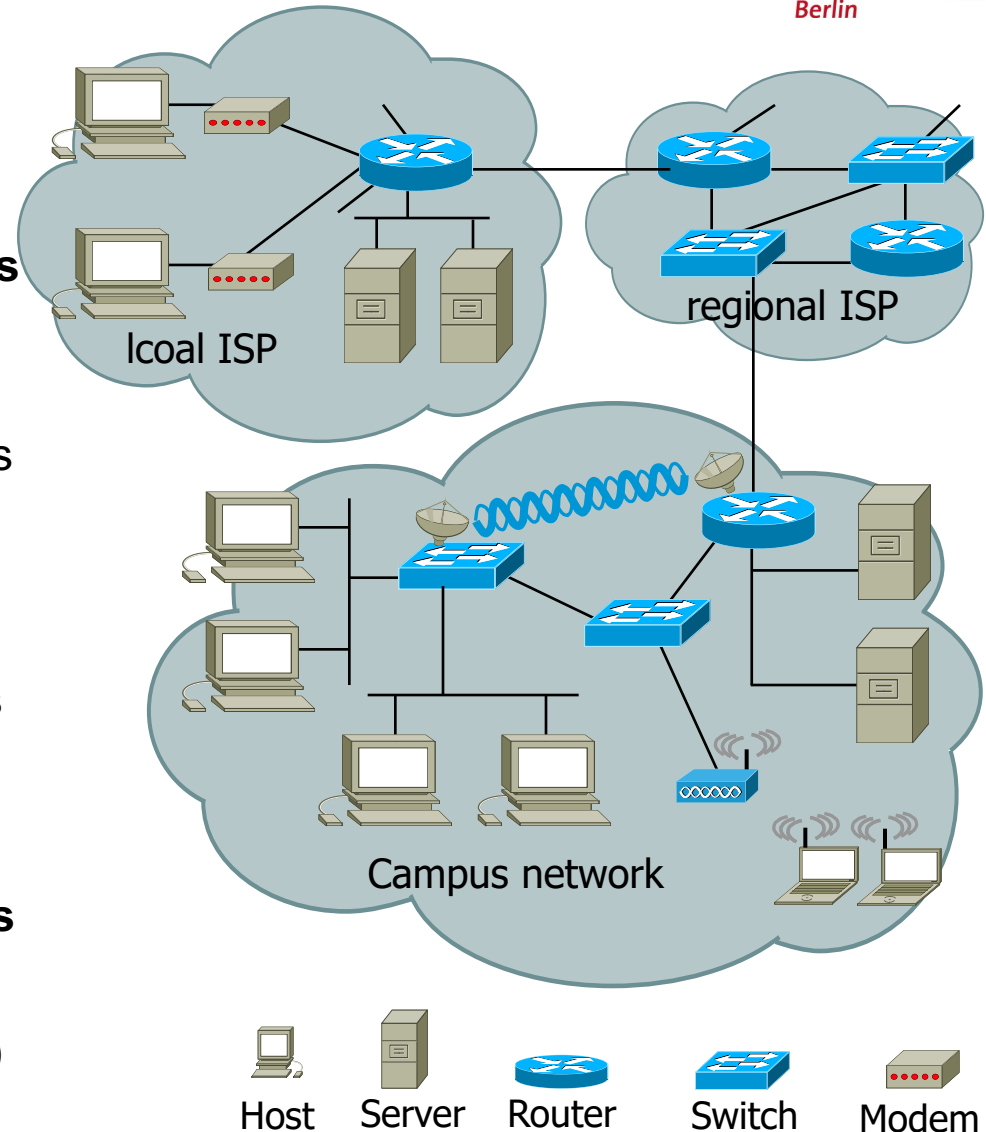 Berlin
s
lcoal ISP
regional ISP
s
s
Campus network
s
)
Host Server Router Switch Modem